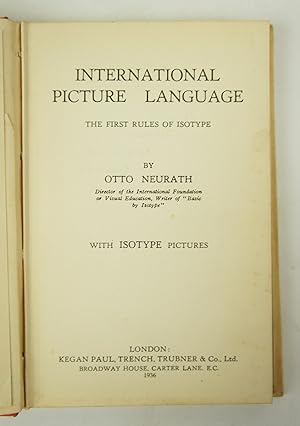 INTERNATIONAL
PICTURE LANGUAGE
THE FIRST RULES OF ISOTYPE
BY
OTTO NEURATH
Director of the International Foundation
or Visual Education, Writer of "Basic
by Isotype"
WITH ISOTYPE PICTURES
LONDON:
KEGAN PAUL, TRENCH, TRUBNER & Co., Ltd.
BROADWAY HOUSE, CARTER LANE, E.C.
1936